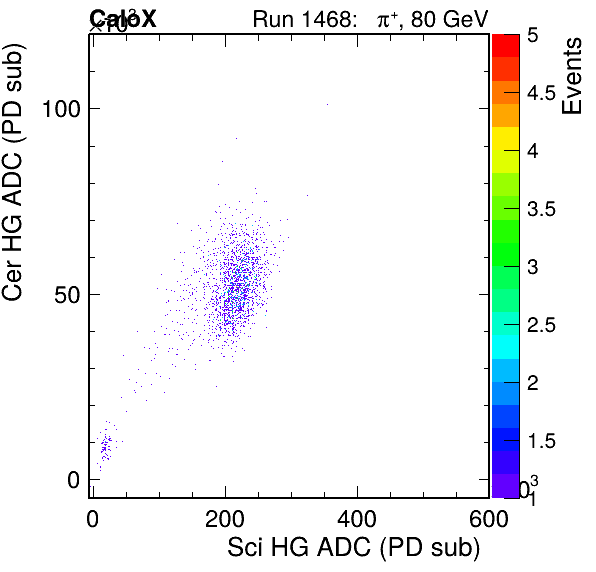 CaloX Run 1468: π⁺, 80 GeV
×10³
Cer HG ADC (PD sub)
100
50
0
0 200 400 600
Sci HG ADC (PD sub)
5
4.5
4
3.5
3
2.5
2
1.5
1
Events